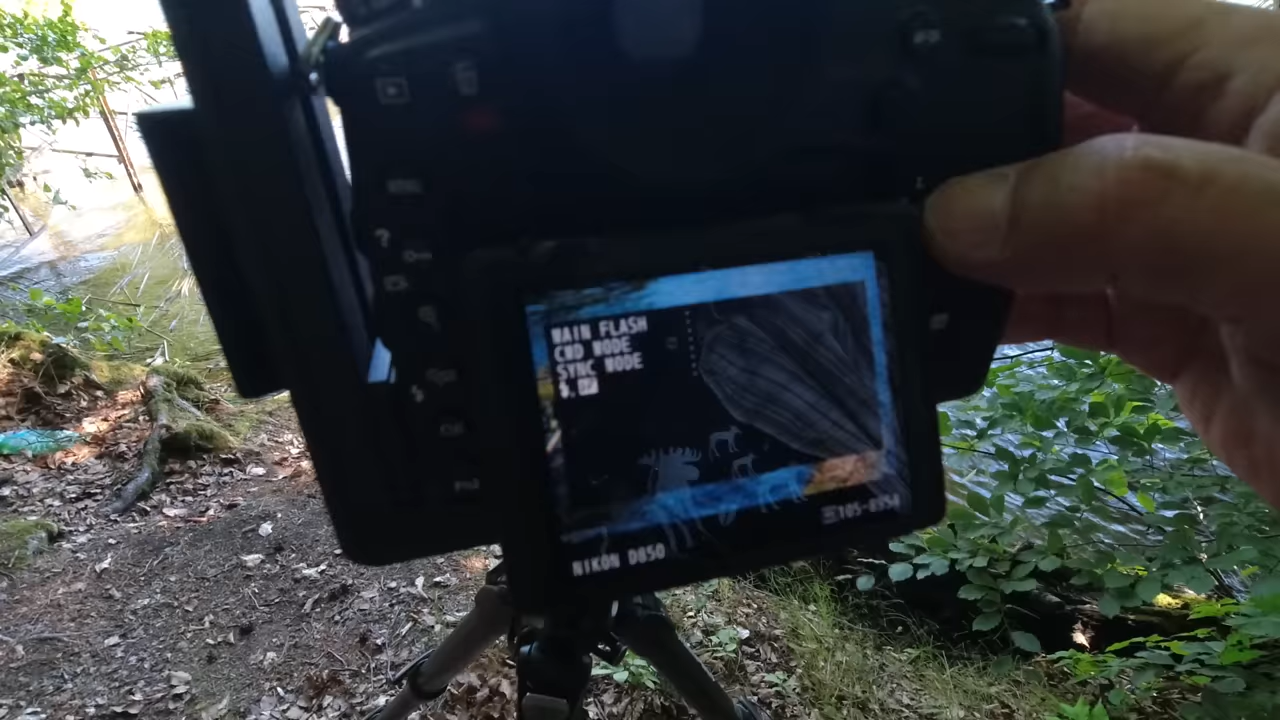 MAIN FLASH
CMD MODE
SYNC MODE
NIKON D850
?